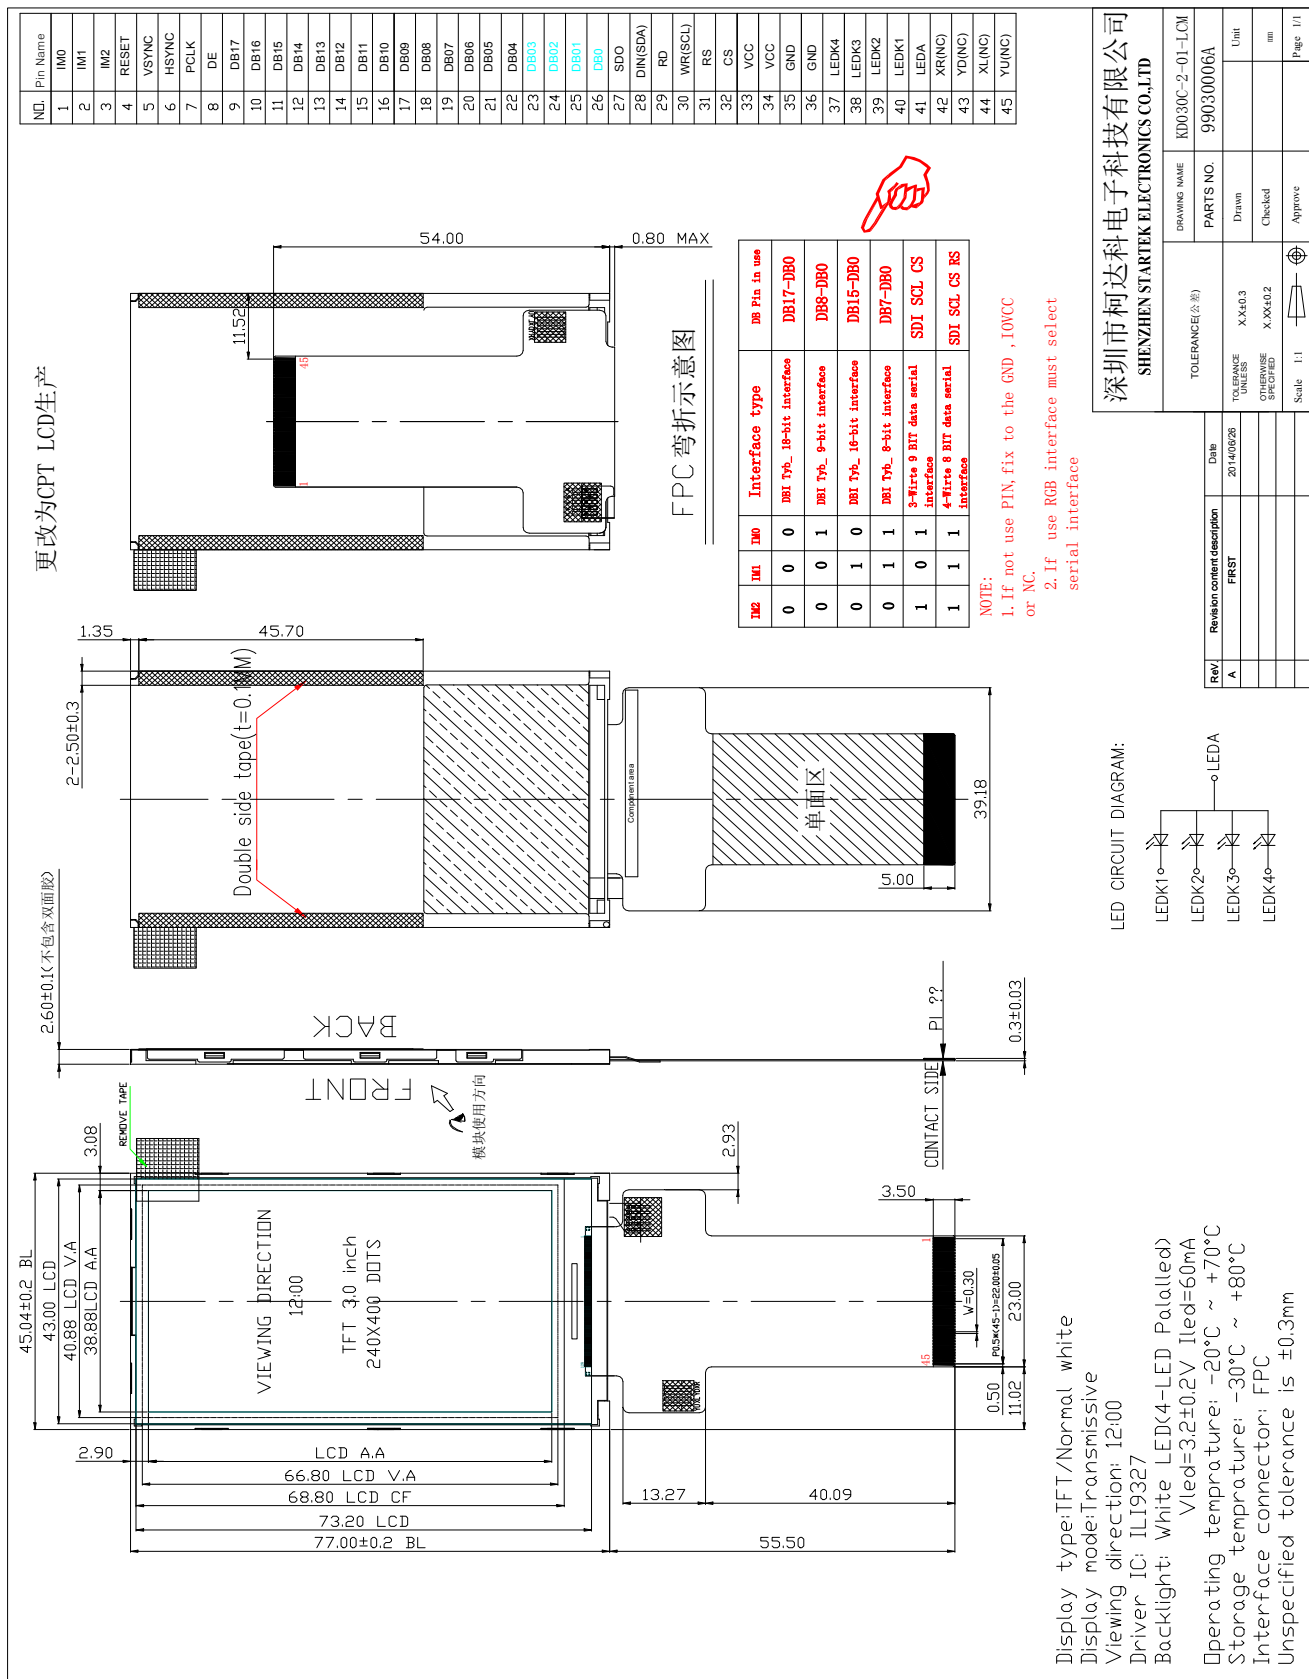 NO. Pin Name
1 IM0
2 IM1
3 IM2
4 RESET
5 VSYNC
6 HSYNC
7 PCLK
8 DE
9 DB17
10 DB16
11 DB15
12 DB14
13 DB13
14 DB12
15 DB11
16 DB10
17 DB09
18 DB08
19 DB07
20 DB06
21 DB05
22 DB04
23 DB03
24 DB02
25 DB01
26 DB0
27 SDO
28 DIN(SDA)
29 RD
30 WR(SCL)
31 RS
32 CS
33 VCC
34 VCC
35 GND
36 GND
37 LEDK4
38 LEDK3
39 LEDK2
40 LEDK1
41 LEDA
42 XR(NC)
43 YD(NC)
44 XL(NC)
45 YU(NC)
更改为CPT LCD生产
54.00
0.80 MAX
11.52
45
1
FPC弯折示意图
IM2 IM1 IM0 Interface type DB Pin in use
0 0 0 DBI Tyb_ 18-bit interface DB17-DB0
0 0 1 DBI Tyb_ 9-bit interface DB8-DB0
0 1 0 DBI Tyb_ 16-bit interface DB15-DB0
0 1 1 DBI Tyb_ 8-bit interface DB7-DB0
1 0 1 3-Wirte 9 BIT data serial interface SDI SCL CS
1 1 1 4-Wirte 8 BIT data serial interface SDI SCL CS RS
NOTE:
1. If not use PIN, fix to the GND , IOVCC
or NC.
2. If use RGB interface must select
serial interface
1.35
45.70
2-2.50±0.3
Double side tape(t=0.1MM)
Component area
单面区
39.18
5.00
2.60±0.1(不包含双面胶)
BACK
FRONT
模块使用方向
PI ??
CONTACT SIDE
0.3±0.03
REMOVE TAPE
3.08
45.04±0.2 BL
43.00 LCD
40.88 LCD V.A
38.88LCD A.A
VIEWING DIRECTION
12:00
TFT 3.0 inch
240X400 DOTS
2.93
3.50
1
45
W=0.30
P0.5*(45-1)=22.00±0.05
23.00
0.50
11.02
2.90
LCD A.A
66.80 LCD V.A
68.80 LCD CF
73.20 LCD
77.00±0.2 BL
13.27
40.09
55.50
LED CIRCUIT DIAGRAM:
LEDK1
LEDK2
LEDK3
LEDK4
LEDA
Display type:TFT/Normal white
Display mode:Transmissive
Viewing direction: 12:00
Driver IC: ILI9327
Backlight: White LED(4-LED Palalled)
Vled=3.2±0.2V Iled=60mA
Operating temprature: -20°C ~ +70°C
Storage temprature: -30°C ~ +80°C
Interface connector: FPC
Unspecified tolerance is ±0.3mm
深圳市柯达科电子科技有限公司
SHENZHEN STARTEK ELECTRONICS CO.,LTD
TOLERANCE(公差) DRAWING NAME KD030C-2-01-LCM
PARTS NO. 99030006A
TOLERANCE UNLESS X.X±0.3 Drawn Unit
OTHERWISE SPECIFIED X.XX±0.2 Checked mm
Scale 1:1 Approve Page 1/1
Rev. Revision content description Date
A FIRST 2014/06/26